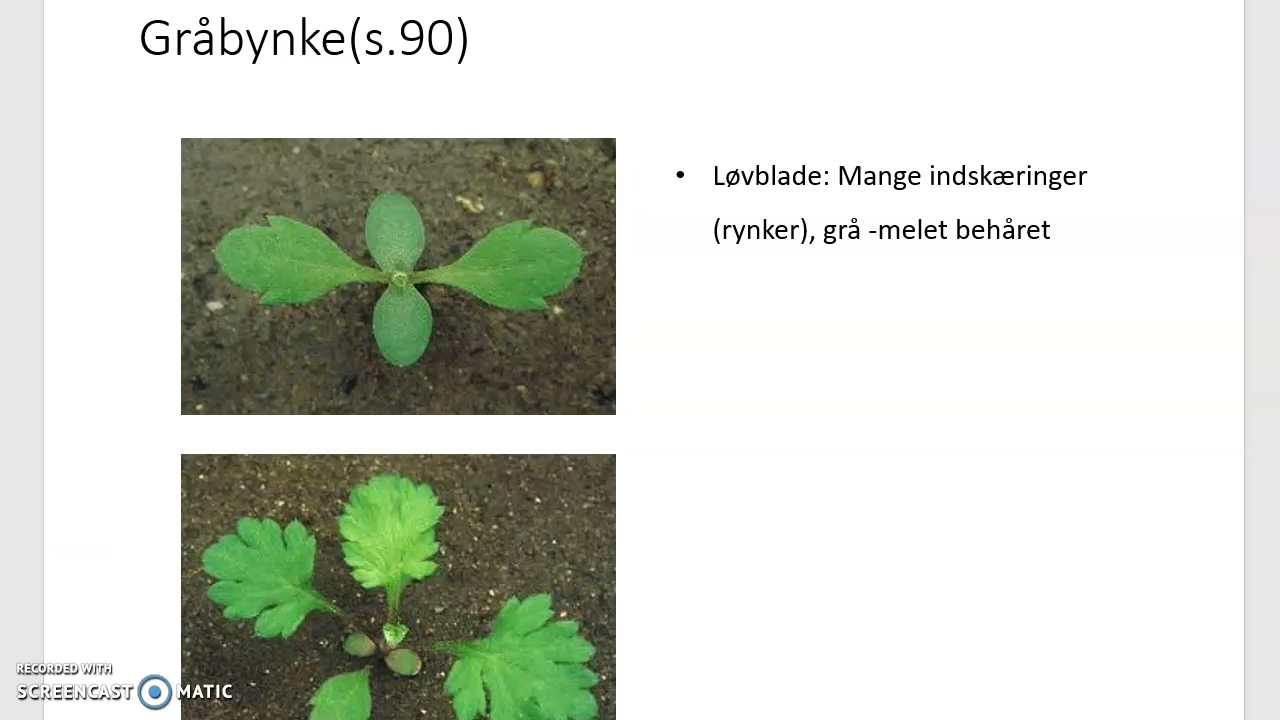 Gråbynke(s.90)
• Løvblade: Mange indskæringer
(rynker), grå -melet behåret
RECORDED WITH
SCREENCAST MATIC